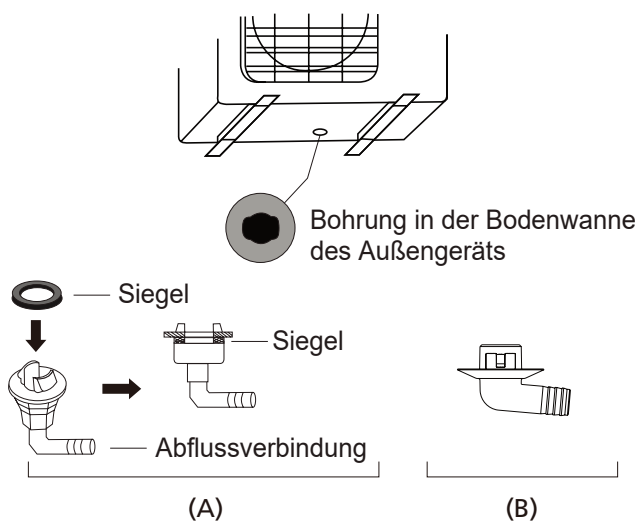 Bohrung in der Bodenwanne
des Außengeräts
Siegel
Siegel
Abflussverbindung
(A)
(B)